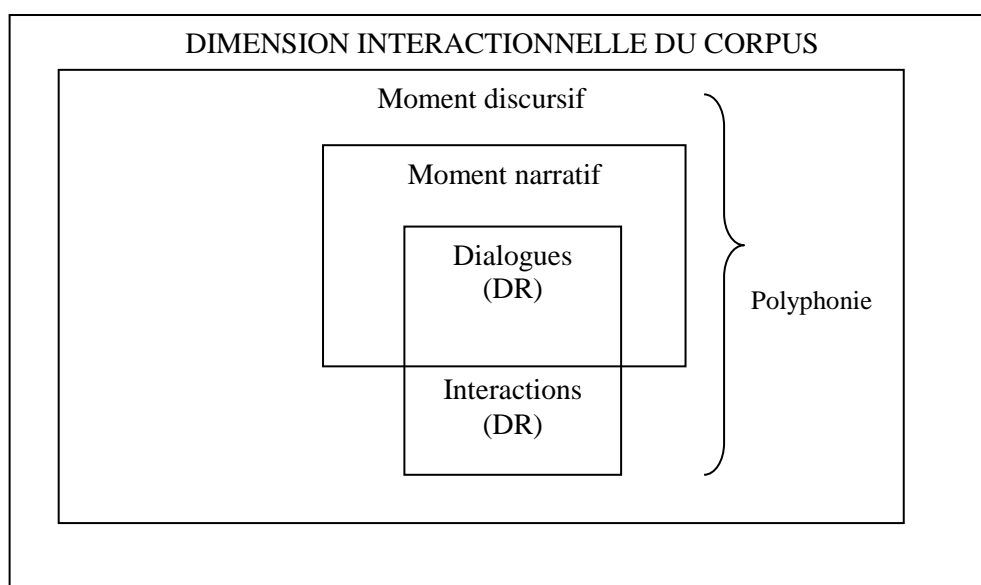 DIMENSION INTERACTIONNELLE DU CORPUS
Moment discursif
Moment narratif
Dialogues
(DR)
Polyphonie
Interactions
(DR)